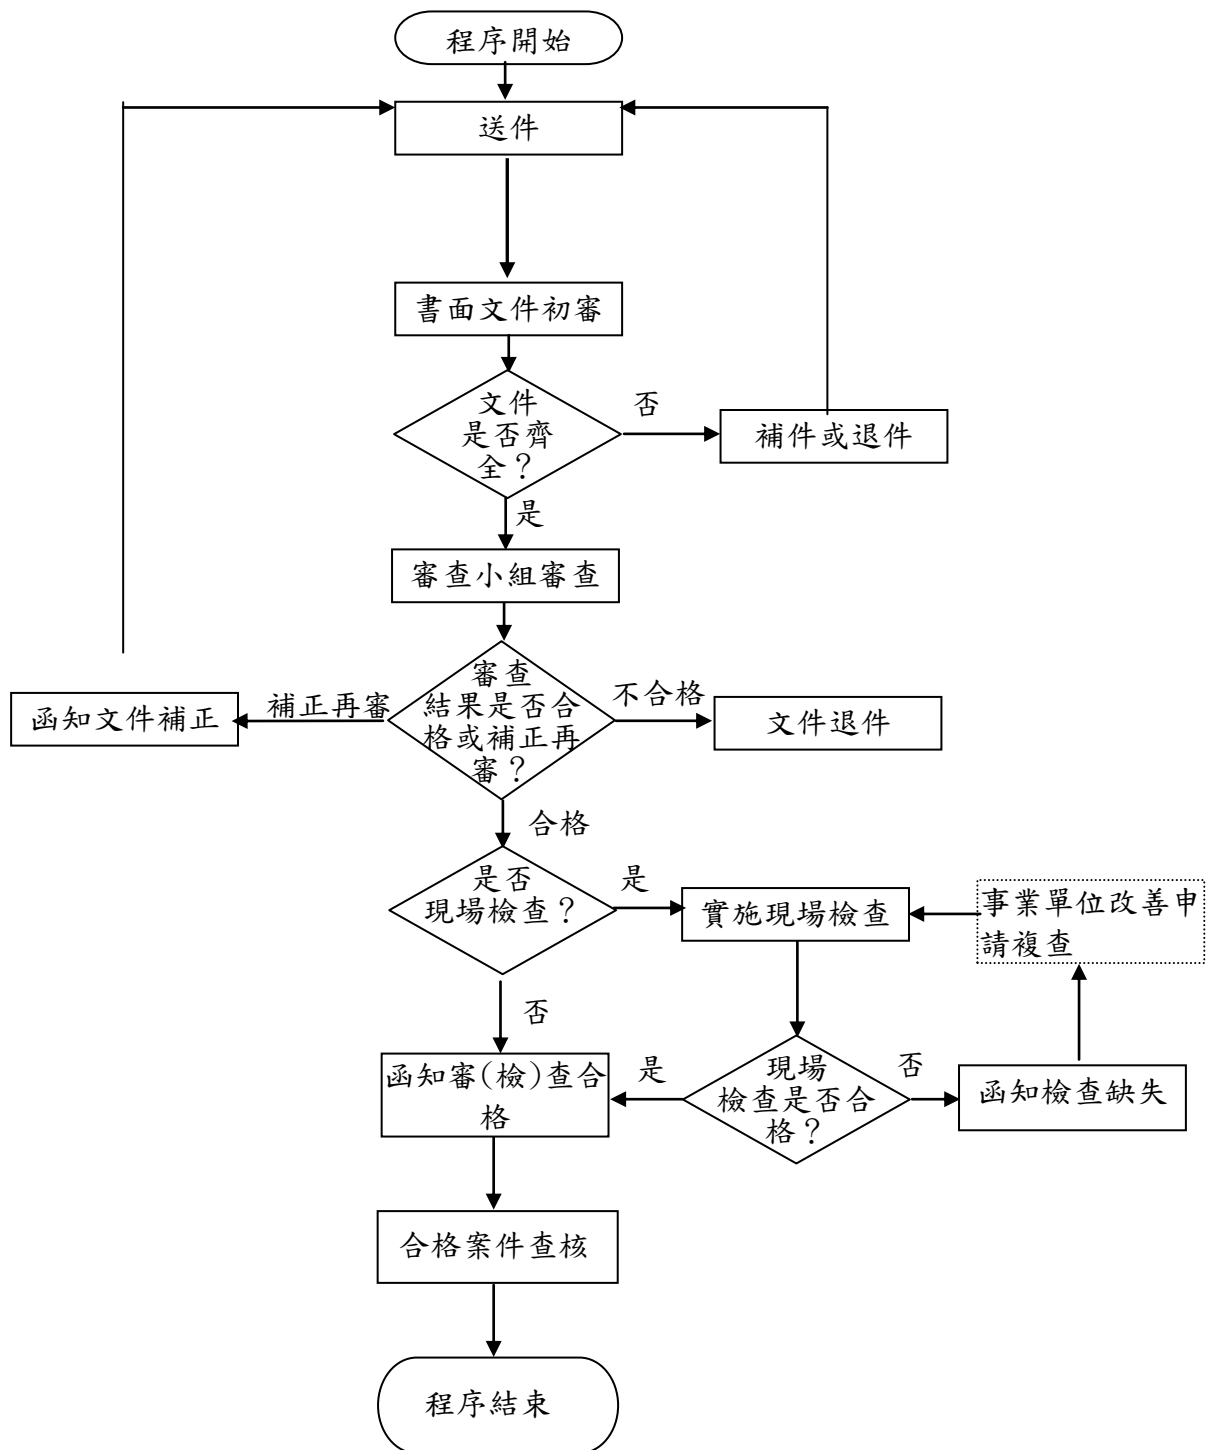 程序開始
送件
書面文件初審
文件
是否齊
全？
否
補件或退件
是
審查小組審查
審查
結果是否合
格或補正再
審？
補正再審
函知文件補正
不合格
文件退件
合格
是否
現場檢查？
是
實施現場檢查
事業單位改善申
請複查
否
函知審(檢)查合
格
是
現場
檢查是否合
格？
否
函知檢查缺失
合格案件查核
程序結束